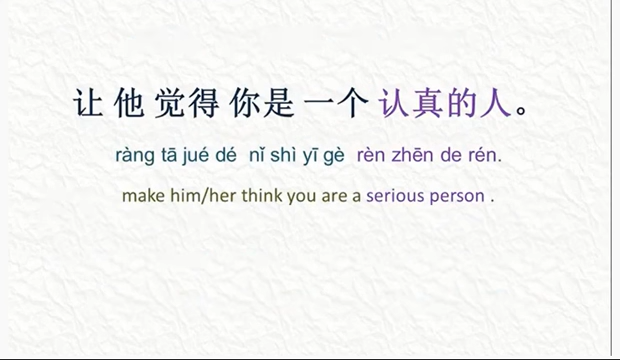 让 他 觉得 你是 一个 认真的人。
ràng tā jué dé  nǐ shì yī gè  rèn zhēn de rén.
make him/her think you are a serious person .